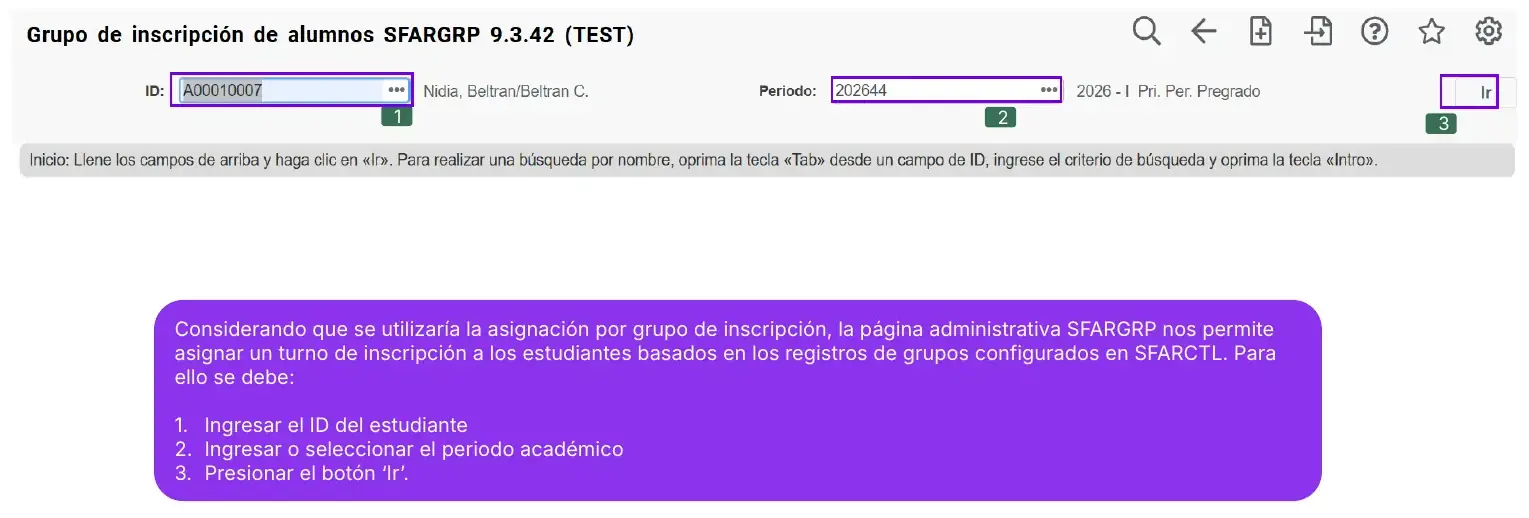 Grupo de inscripción de alumnos SFARGRP 9.3.42 (TEST)
ID: A00010007 ••• Nidia, Beltran/Beltran C. Periodo: 202644 ••• 2026 - I Pri. Per. Pregrado Ir
1 2 3
Inicio: Llene los campos de arriba y haga clic en «Ir». Para realizar una búsqueda por nombre, oprima la tecla «Tab» desde un campo de ID, ingrese el criterio de búsqueda y oprima la tecla «Intro».
Considerando que se utilizaría la asignación por grupo de inscripción, la página administrativa SFARGRP nos permite
asignar un turno de inscripción a los estudiantes basados en los registros de grupos configurados en SFARCTL. Para
ello se debe:
1. Ingresar el ID del estudiante
2. Ingresar o seleccionar el periodo académico
3. Presionar el botón ‘Ir’.